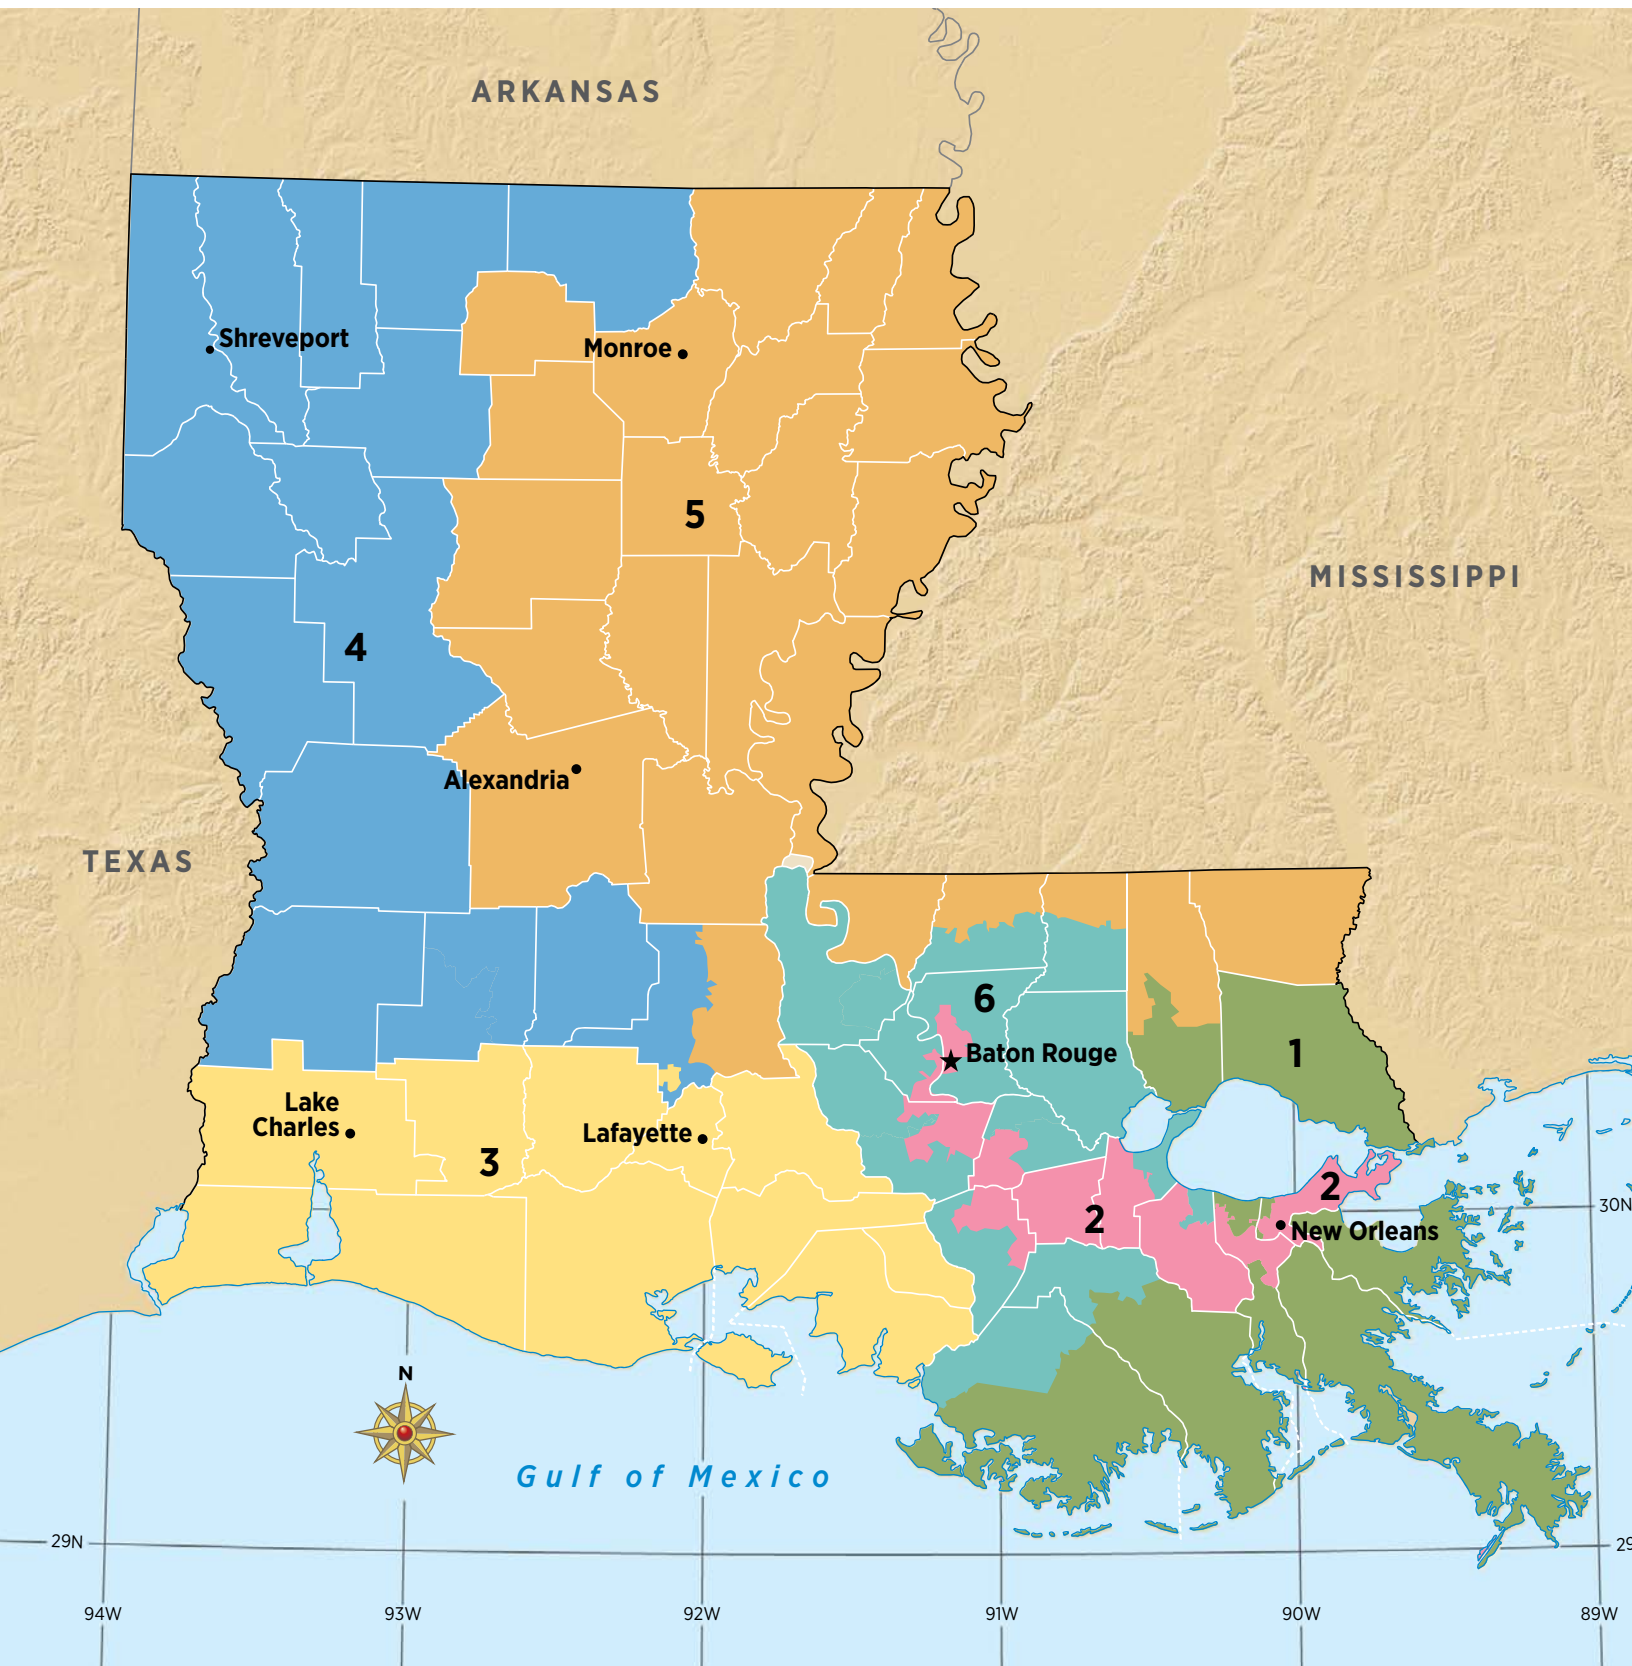 ARKANSAS
Shreveport
Monroe
5
MISSISSIPPI
4
Alexandria
TEXAS
6
Baton Rouge
1
Lake
Charles
Lafayette
3
2
2
30N
New Orleans
N
Gulf of Mexico
29N
29
94W
93W
92W
91W
90W
89W